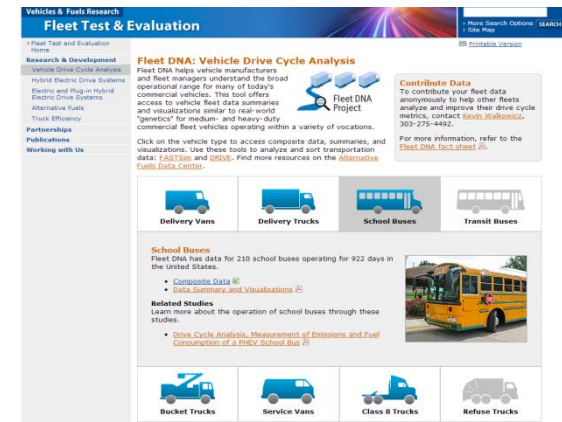 Vehicles & Fuels Research
Fleet Test & Evaluation
› More Search Options
SEARCH
› Site Map
‹ Fleet Test and Evaluation
Home
Research & Development
Vehicle Drive Cycle Analysis
Hybrid Electric Drive Systems
Electric and Plug-in Hybrid
Electric Drive Systems
Alternative Fuels
Truck Efficiency
Partnerships
Publications
Working with Us
Printable Version
Fleet DNA: Vehicle Drive Cycle Analysis
Fleet DNA helps vehicle manufacturers
and fleet managers understand the broad
operational range for many of today's
commercial vehicles. This tool offers
access to vehicle fleet data summaries
and visualizations similar to real-world
"genetics" for medium- and heavy-duty
commercial fleet vehicles operating within a variety of vocations.
Fleet DNA
Project
Contribute Data
To contribute your fleet data
anonymously to help other fleets
analyze and improve their drive cycle
metrics, contact Kevin Walkowicz,
303-275-4492.
For more information, refer to the
Fleet DNA fact sheet
Click on the vehicle type to access composite data, summaries, and
visualizations. Use these tools to analyze and sort transportation
data: FASTSim and DRIVE. Find more resources on the Alternative
Fuels Data Center.
Delivery Vans
Delivery Trucks
School Buses
Transit Buses
School Buses
Fleet DNA has data for 210 school buses operating for 922 days in
the United States.
• Composite Data
• Data Summary and Visualizations
Related Studies
Learn more about the operation of school buses through these
studies.
• Drive Cycle Analysis, Measurement of Emissions and Fuel
Consumption of a PHEV School Bus
Bucket Trucks
Service Vans
Class 8 Trucks
Refuse Trucks